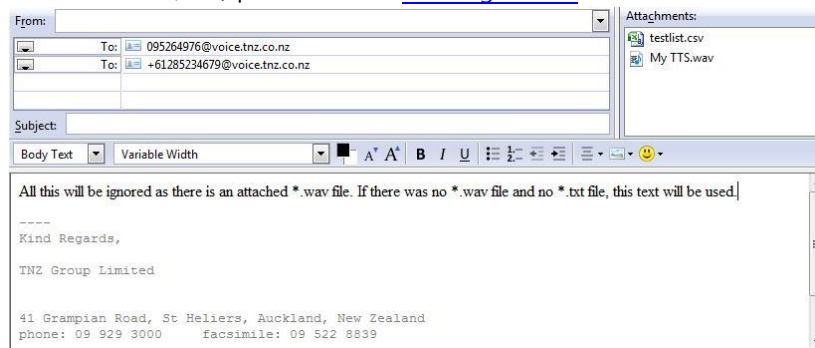 From:
Attachments:
To: 095264976@voice.tnz.co.nz
testlist.csv
To: +61285234679@voice.tnz.co.nz
My TTS.wav
Subject:
Body Text Variable Width A A B I U
All this will be ignored as there is an attached *.wav file. If there was no *.wav file and no *.txt file, this text will be used.
----
Kind Regards,
TNZ Group Limited
41 Grampian Road, St Heliers, Auckland, New Zealand
phone: 09 929 3000 facsimile: 09 522 8839